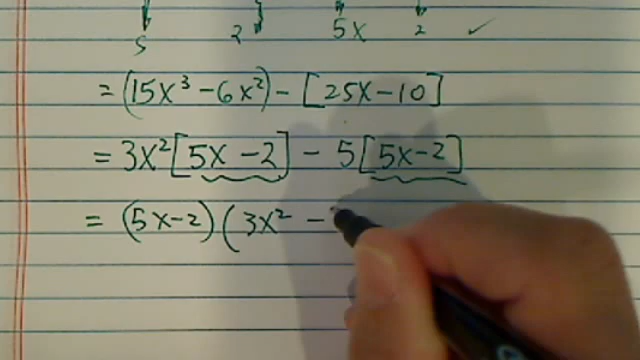 5 2 5x 2 ✓
= (15x³ - 6x²) - [25x - 10]
= 3x² [5x - 2] - 5 [5x - 2]
= (5x - 2) (3x² -